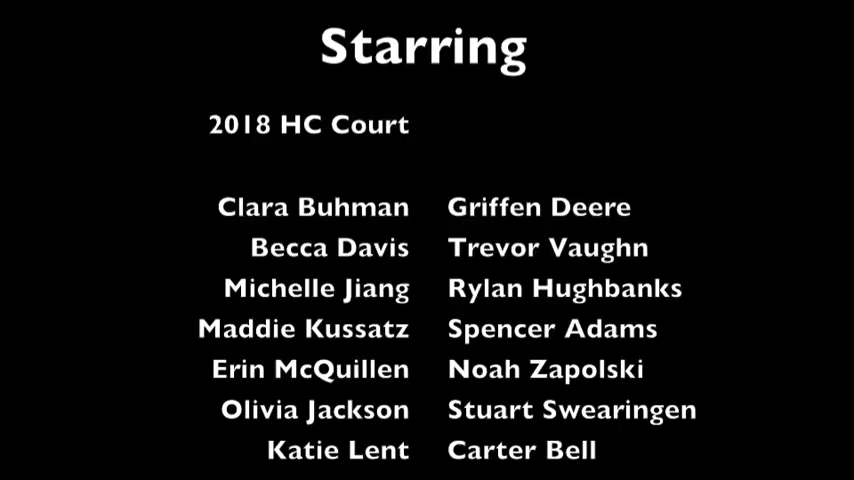 Starring
2018 HC Court
Clara Buhman Griffen Deere
Becca Davis Trevor Vaughn
Michelle Jiang Rylan Hughbanks
Maddie Kussatz Spencer Adams
Erin McQuillen Noah Zapolski
Olivia Jackson Stuart Swearingen
Katie Lent Carter Bell